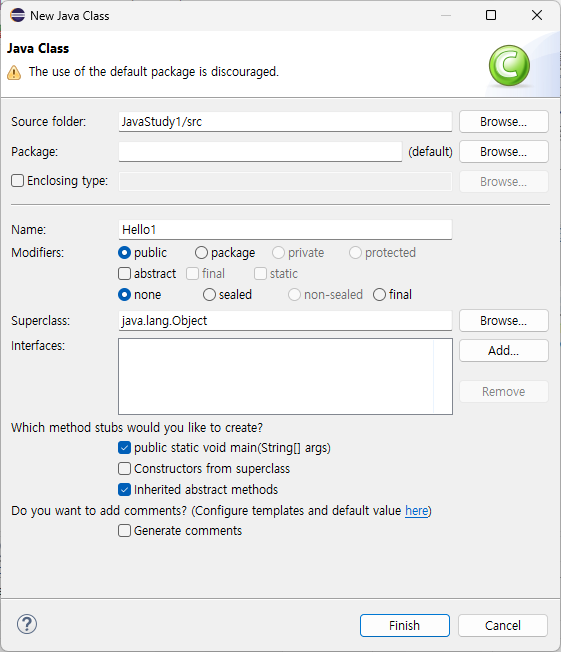 New Java Class
Java Class
The use of the default package is discouraged.
Source folder: JavaStudy1/src Browse...
Package: (default) Browse...
Enclosing type: Browse...
Name: Hello1
Modifiers: public package private protected
abstract final static
none sealed non-sealed final
Superclass: java.lang.Object Browse...
Interfaces: Add...
Remove
Which method stubs would you like to create?
public static void main(String[] args)
Constructors from superclass
Inherited abstract methods
Do you want to add comments? (Configure templates and default value here)
Generate comments
? Finish Cancel